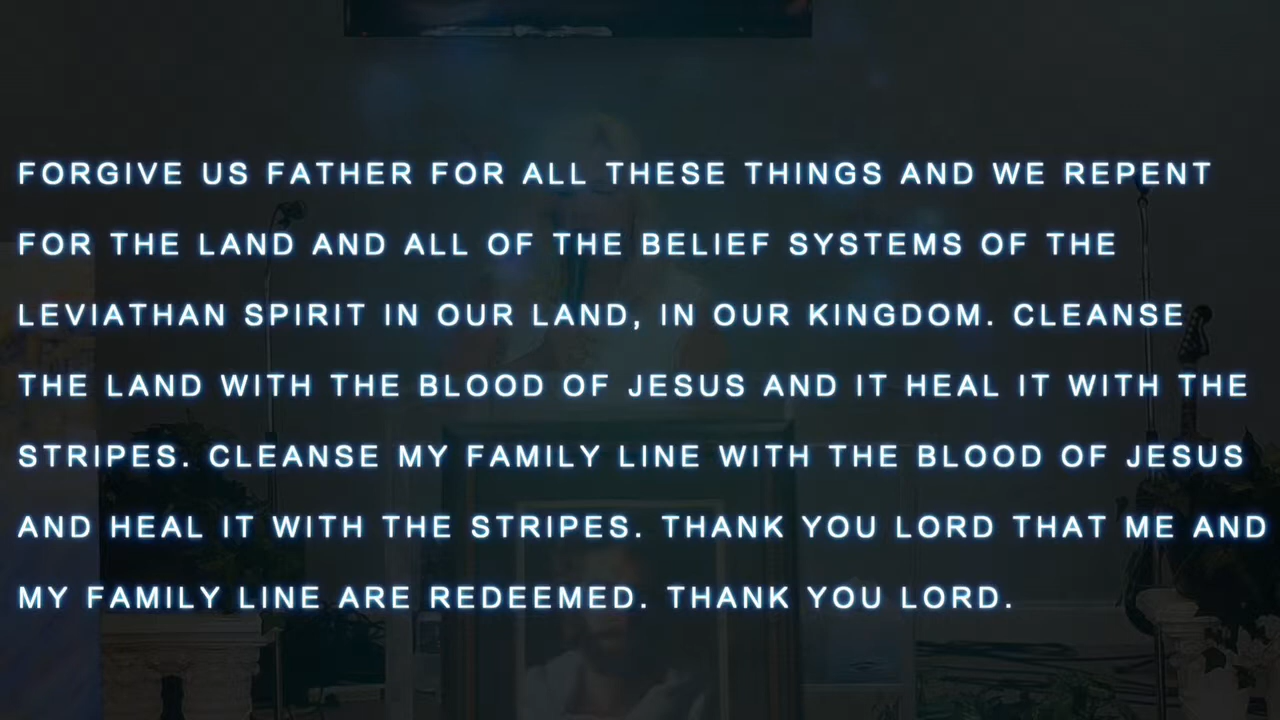 FORGIVE US FATHER FOR ALL THESE THINGS AND WE REPENT
FOR THE LAND AND ALL OF THE BELIEF SYSTEMS OF THE
LEVIATHAN SPIRIT IN OUR LAND, IN OUR KINGDOM. CLEANSE
THE LAND WITH THE BLOOD OF JESUS AND IT HEAL IT WITH THE
STRIPES. CLEANSE MY FAMILY LINE WITH THE BLOOD OF JESUS
AND HEAL IT WITH THE STRIPES. THANK YOU LORD THAT ME AND
MY FAMILY LINE ARE REDEEMED. THANK YOU LORD.